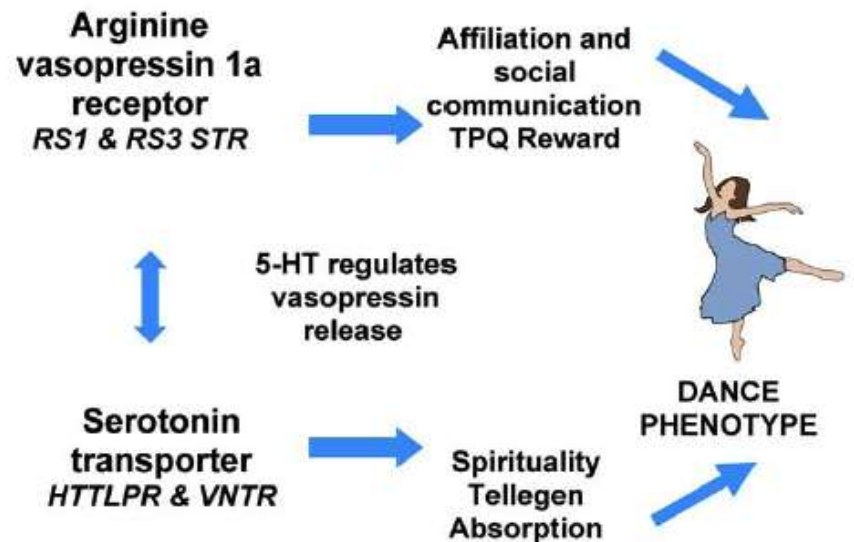 Arginine
vasopressin 1a
receptor
RS1 & RS3 STR
Affiliation and
social
communication
TPQ Reward
5-HT regulates
vasopressin
release
DANCE
PHENOTYPE
Serotonin
transporter
HTTLPR & VNTR
Spirituality
Tellegen
Absorption